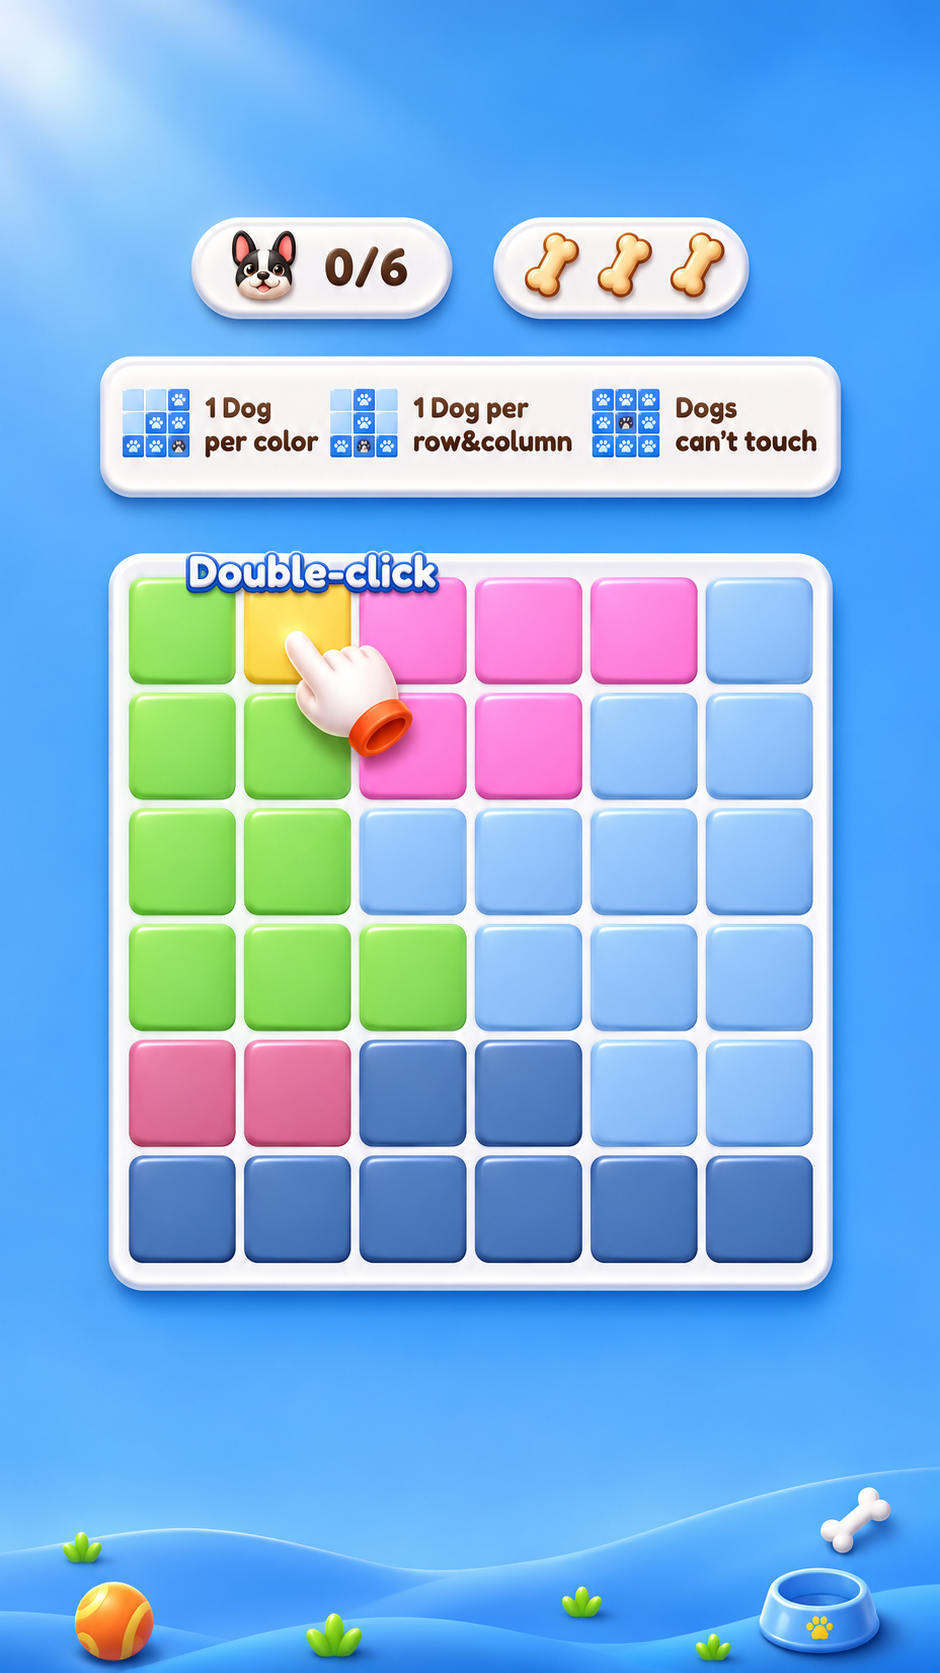 0/6
1 Dog
per color
1 Dog per
row&column
Dogs
can't touch
Double-click